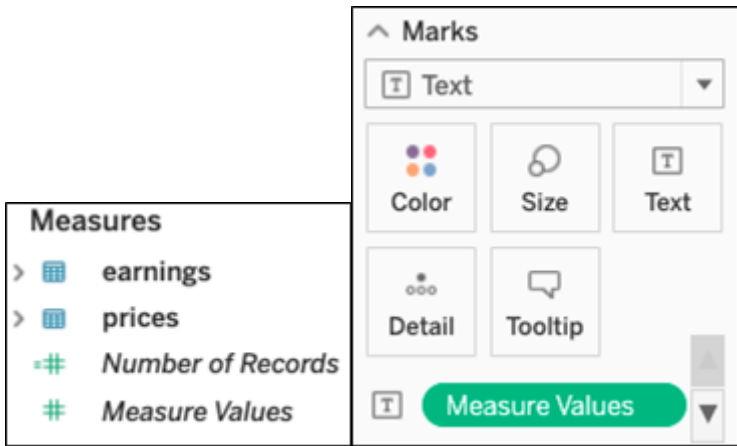 Measures
earnings
prices
Number of Records
Measure Values
Marks
T Text
Color
Size
T
Text
Detail
Tooltip
T Measure Values